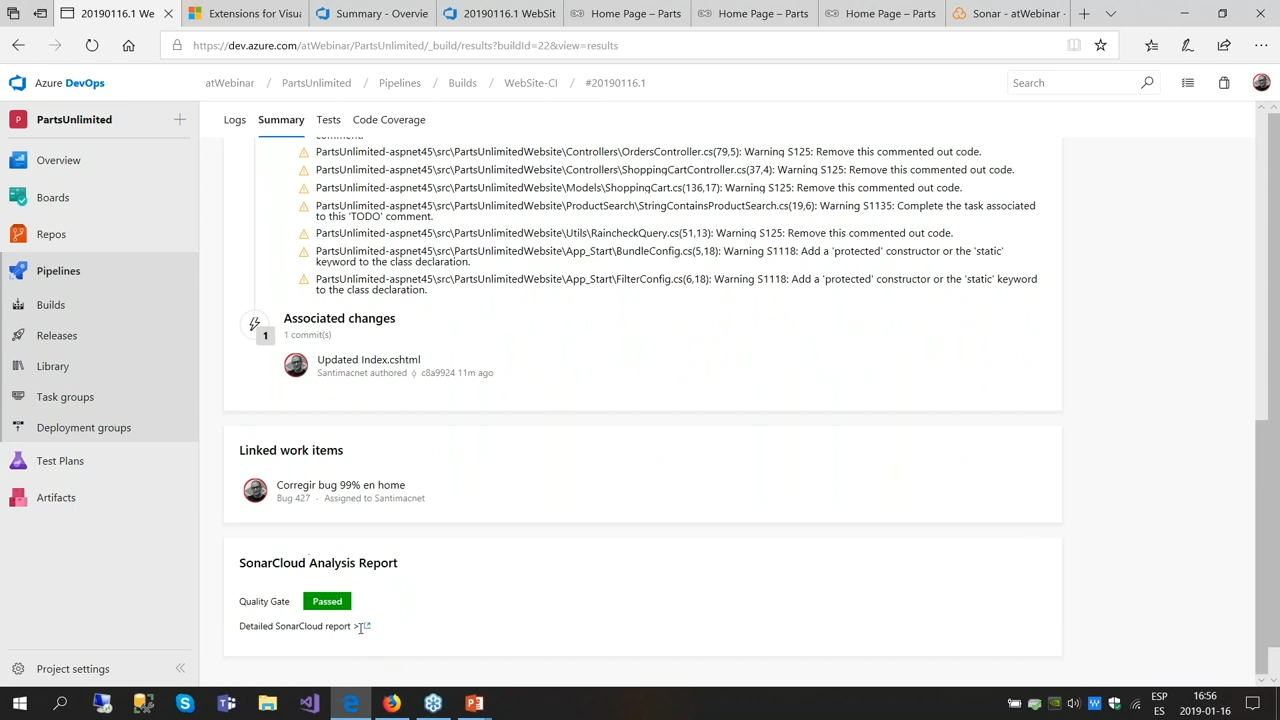 20190116.1 We
Extensions for Visua
Summary - Overvie
20190116.1 WebSit
Home Page – Parts
Home Page – Parts
Home Page – Parts
Sonar - atWebinar
https://dev.azure.com/atWebinar/PartsUnlimited/_build/results?buildId=22&view=results
Azure DevOps
atWebinar / PartsUnlimited / Pipelines / Builds / WebSite-CI / #20190116.1
Search
P PartsUnlimited
Overview
Boards
Repos
Pipelines
Builds
Releases
Library
Task groups
Deployment groups
Test Plans
Artifacts
Project settings
Logs Summary Tests Code Coverage
comment.
PartsUnlimited-aspnet45\src\PartsUnlimitedWebsite\Controllers\OrdersController.cs(79,5): Warning S125: Remove this commented out code.
PartsUnlimited-aspnet45\src\PartsUnlimitedWebsite\Controllers\ShoppingCartController.cs(37,4): Warning S125: Remove this commented out code.
PartsUnlimited-aspnet45\src\PartsUnlimitedWebsite\Models\ShoppingCart.cs(136,17): Warning S125: Remove this commented out code.
PartsUnlimited-aspnet45\src\PartsUnlimitedWebsite\ProductSearch\StringContainsProductSearch.cs(19,6): Warning S1135: Complete the task associated
to this 'TODO' comment.
PartsUnlimited-aspnet45\src\PartsUnlimitedWebsite\Utils\RaincheckQuery.cs(51,13): Warning S125: Remove this commented out code.
PartsUnlimited-aspnet45\src\PartsUnlimitedWebsite\App_Start\BundleConfig.cs(5,18): Warning S1118: Add a 'protected' constructor or the 'static'
keyword to the class declaration.
PartsUnlimited-aspnet45\src\PartsUnlimitedWebsite\App_Start\FilterConfig.cs(6,18): Warning S1118: Add a 'protected' constructor or the 'static' keyword
to the class declaration.
Associated changes
1
1 commit(s)
Updated Index.cshtml
Santimacnet authored c8a9924 11m ago
Linked work items
Corregir bug 99% en home
Bug 427 · Assigned to Santimacnet
SonarCloud Analysis Report
Quality Gate Passed
Detailed SonarCloud report >
ESP
ES
16:56
2019-01-16